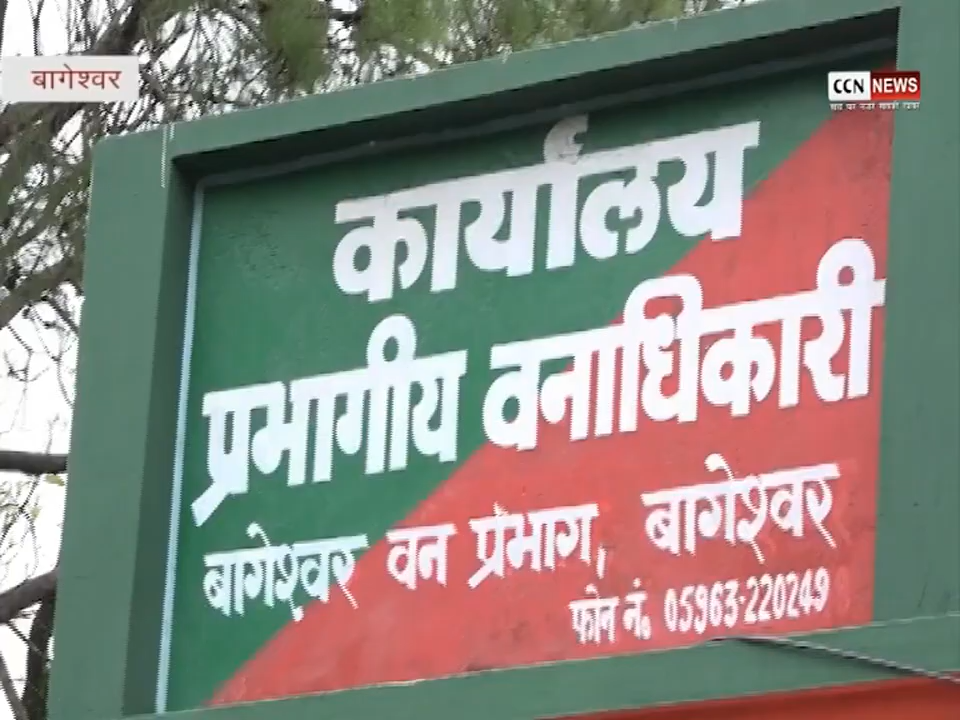 बागेश्वर
CCN NEWS
कार्यालय
प्रभागीय वनाधिकारी
बागेश्वर वन प्रभाग, बागेश्वर
फोन नं. 05963-220249